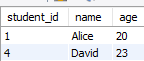 student_id name age
1 Alice 20
4 David 23